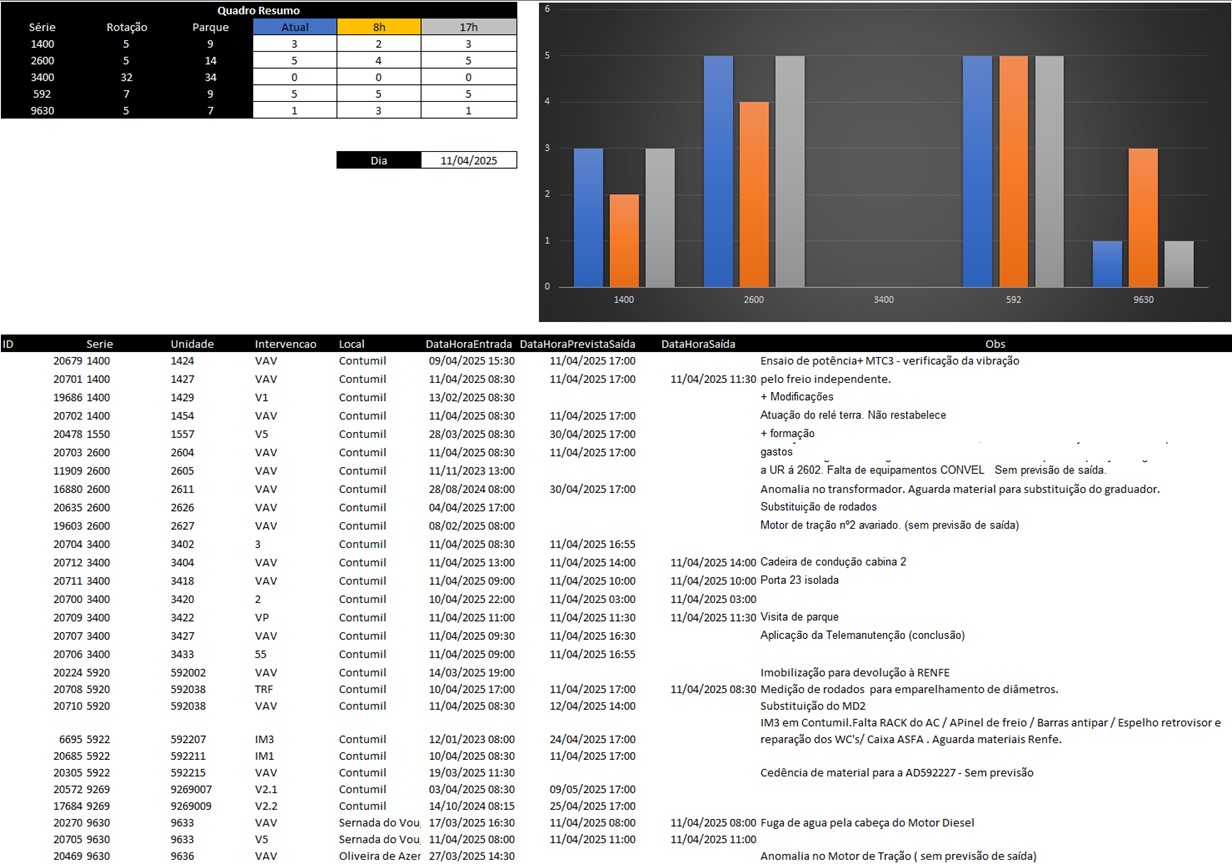 Quadro Resumo
Série Rotação Parque Atual 8h 17h
1400 5 9 3 2 3
2600 5 14 5 4 5
3400 32 34 0 0 0
592 7 9 5 5 5
9630 5 7 1 3 1
Dia 11/04/2025
6
5
4
3
2
1
0
1400 2600 3400 592 9630
ID Serie Unidade Intervencao Local DataHoraEntrada DataHoraPrevistaSaída DataHoraSaída Obs
20679 1400 1424 VAV Contumil 09/04/2025 15:30 11/04/2025 17:00 Ensaio de potência+ MTC3 - verificação da vibração
20701 1400 1427 VAV Contumil 11/04/2025 08:30 11/04/2025 17:00 11/04/2025 11:30 pelo freio independente.
19686 1400 1429 V1 Contumil 13/02/2025 08:30 + Modificações
20702 1400 1454 VAV Contumil 11/04/2025 08:30 11/04/2025 17:00 Atuação do relé terra. Não restabelece
20478 1550 1557 V5 Contumil 28/03/2025 08:30 30/04/2025 17:00 + formação
20703 2600 2604 VAV Contumil 11/04/2025 08:30 11/04/2025 17:00 gastos
11909 2600 2605 VAV Contumil 11/11/2023 13:00 a UR á 2602. Falta de equipamentos CONVEL Sem previsão de saída.
16880 2600 2611 VAV Contumil 28/08/2024 08:00 30/04/2025 17:00 Anomalia no transformador. Aguarda material para substituição do graduador.
20635 2600 2626 VAV Contumil 04/04/2025 17:00 Substituição de rodados
19603 2600 2627 VAV Contumil 08/02/2025 08:00 Motor de tração nº2 avariado. (sem previsão de saída)
20704 3400 3402 3 Contumil 11/04/2025 08:30 11/04/2025 16:55
20712 3400 3404 VAV Contumil 11/04/2025 13:00 11/04/2025 14:00 11/04/2025 14:00 Cadeira de condução cabina 2
20711 3400 3418 VAV Contumil 11/04/2025 09:00 11/04/2025 10:00 11/04/2025 10:00 Porta 23 isolada
20700 3400 3420 2 Contumil 10/04/2025 22:00 11/04/2025 03:00 11/04/2025 03:00
20709 3400 3422 VP Contumil 11/04/2025 11:00 11/04/2025 11:30 11/04/2025 11:30 Visita de parque
20707 3400 3427 VAV Contumil 11/04/2025 09:30 11/04/2025 16:30 Aplicação da Telemanutenção (conclusão)
20706 3400 3433 55 Contumil 11/04/2025 09:00 11/04/2025 16:55
20224 5920 592002 VAV Contumil 14/03/2025 19:00 Imobilização para devolução à RENFE
20708 5920 592038 TRF Contumil 10/04/2025 17:00 11/04/2025 17:00 11/04/2025 08:30 Medição de rodados para emparelhamento de diâmetros.
20710 5920 592038 VAV Contumil 11/04/2025 08:30 12/04/2025 14:00 Substituição do MD2
IM3 em Contumil.Falta RACK do AC / APinel de freio / Barras antipar / Espelho retrovisor e
6695 5922 592207 IM3 Contumil 12/01/2023 08:00 24/04/2025 17:00 reparação dos WC's/ Caixa ASFA . Aguarda materiais Renfe.
20685 5922 592211 IM1 Contumil 10/04/2025 08:30 11/04/2025 17:00
20305 5922 592215 VAV Contumil 19/03/2025 11:30 Cedência de material para a AD592227 - Sem previsão
20572 9269 9269007 V2.1 Contumil 03/04/2025 08:30 09/05/2025 17:00
17684 9269 9269009 V2.2 Contumil 14/10/2024 08:15 25/04/2025 17:00
20270 9630 9633 VAV Sernada do Vou 17/03/2025 16:30 11/04/2025 08:00 11/04/2025 08:00 Fuga de agua pela cabeça do Motor Diesel
20705 9630 9633 V5 Sernada do Vou 11/04/2025 08:00 11/04/2025 11:00 11/04/2025 11:00
20469 9630 9636 VAV Oliveira de Azer 27/03/2025 14:30 Anomalia no Motor de Tração ( sem previsão de saída)